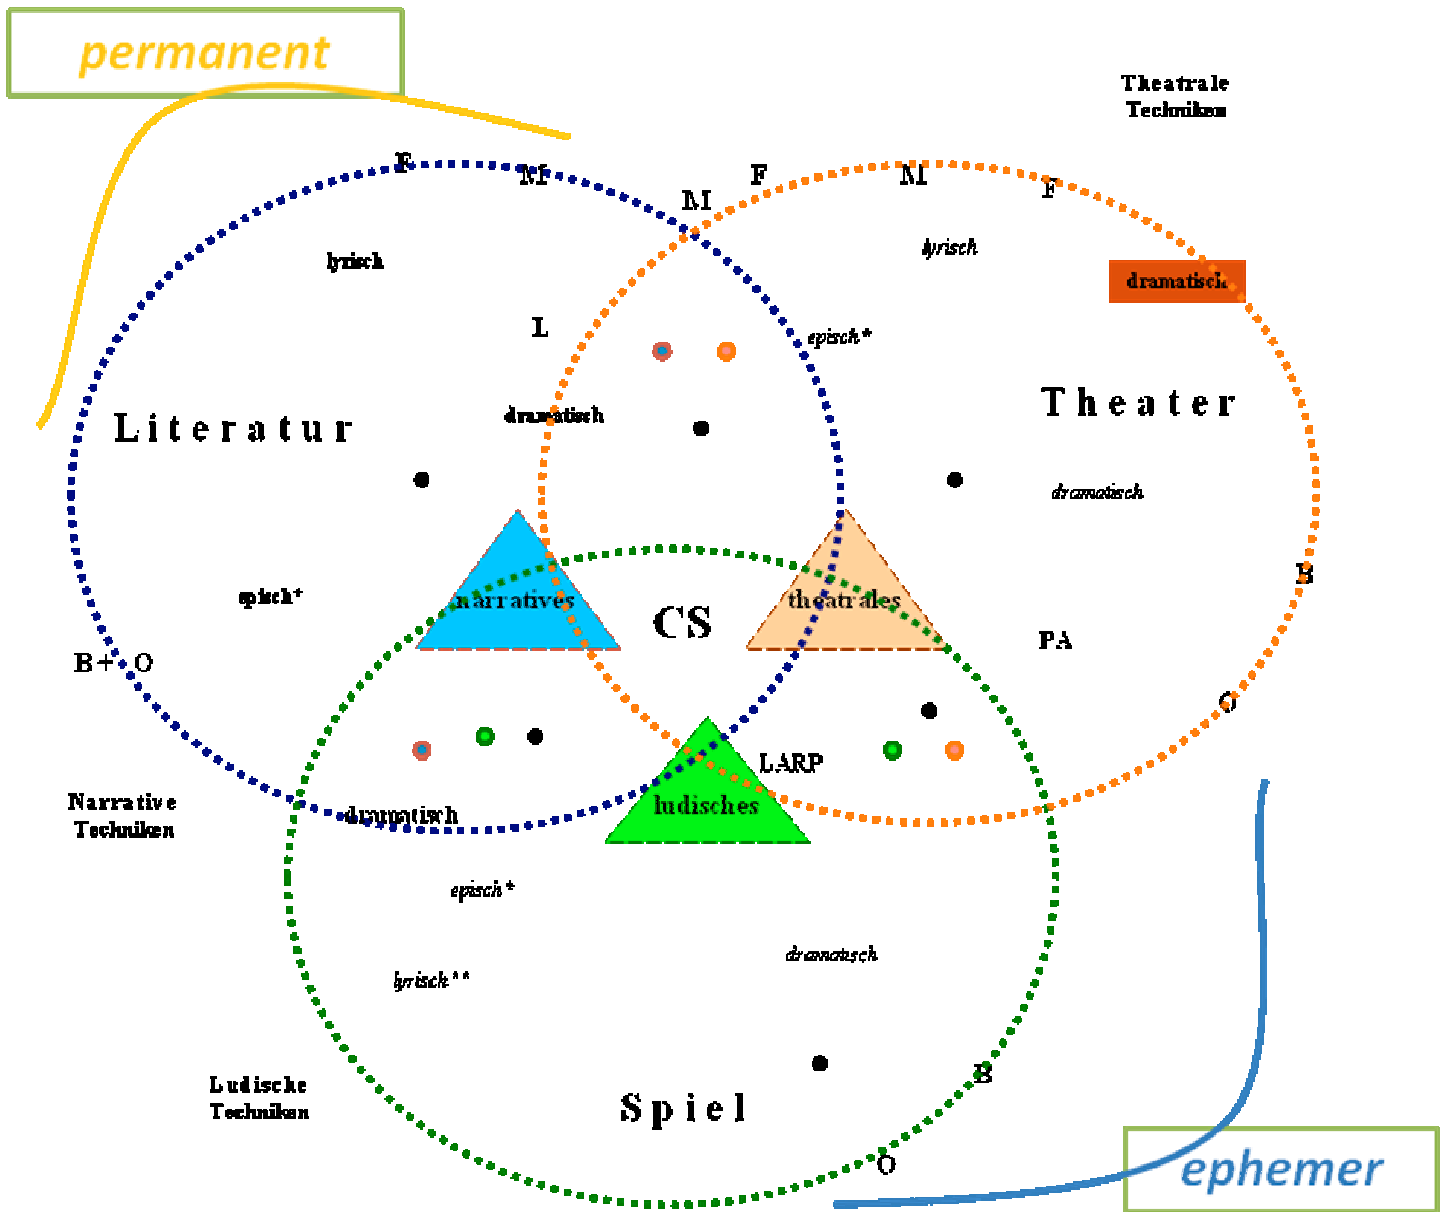 permanent
Theatrale
Techniken
F
M
M
F
M
F
lyrisch
lyrisch
dramatisch
L
episch*
Literatur
dramatisch
Theater
dramatisch
B
narratives
theatrales
episch*
CS
PA
B+ O
O
LARP
Narrative
Techniken
dramatisch
ludisches
episch*
dramatisch
lyrisch**
Ludische
Techniken
B
Spiel
O
ephemer